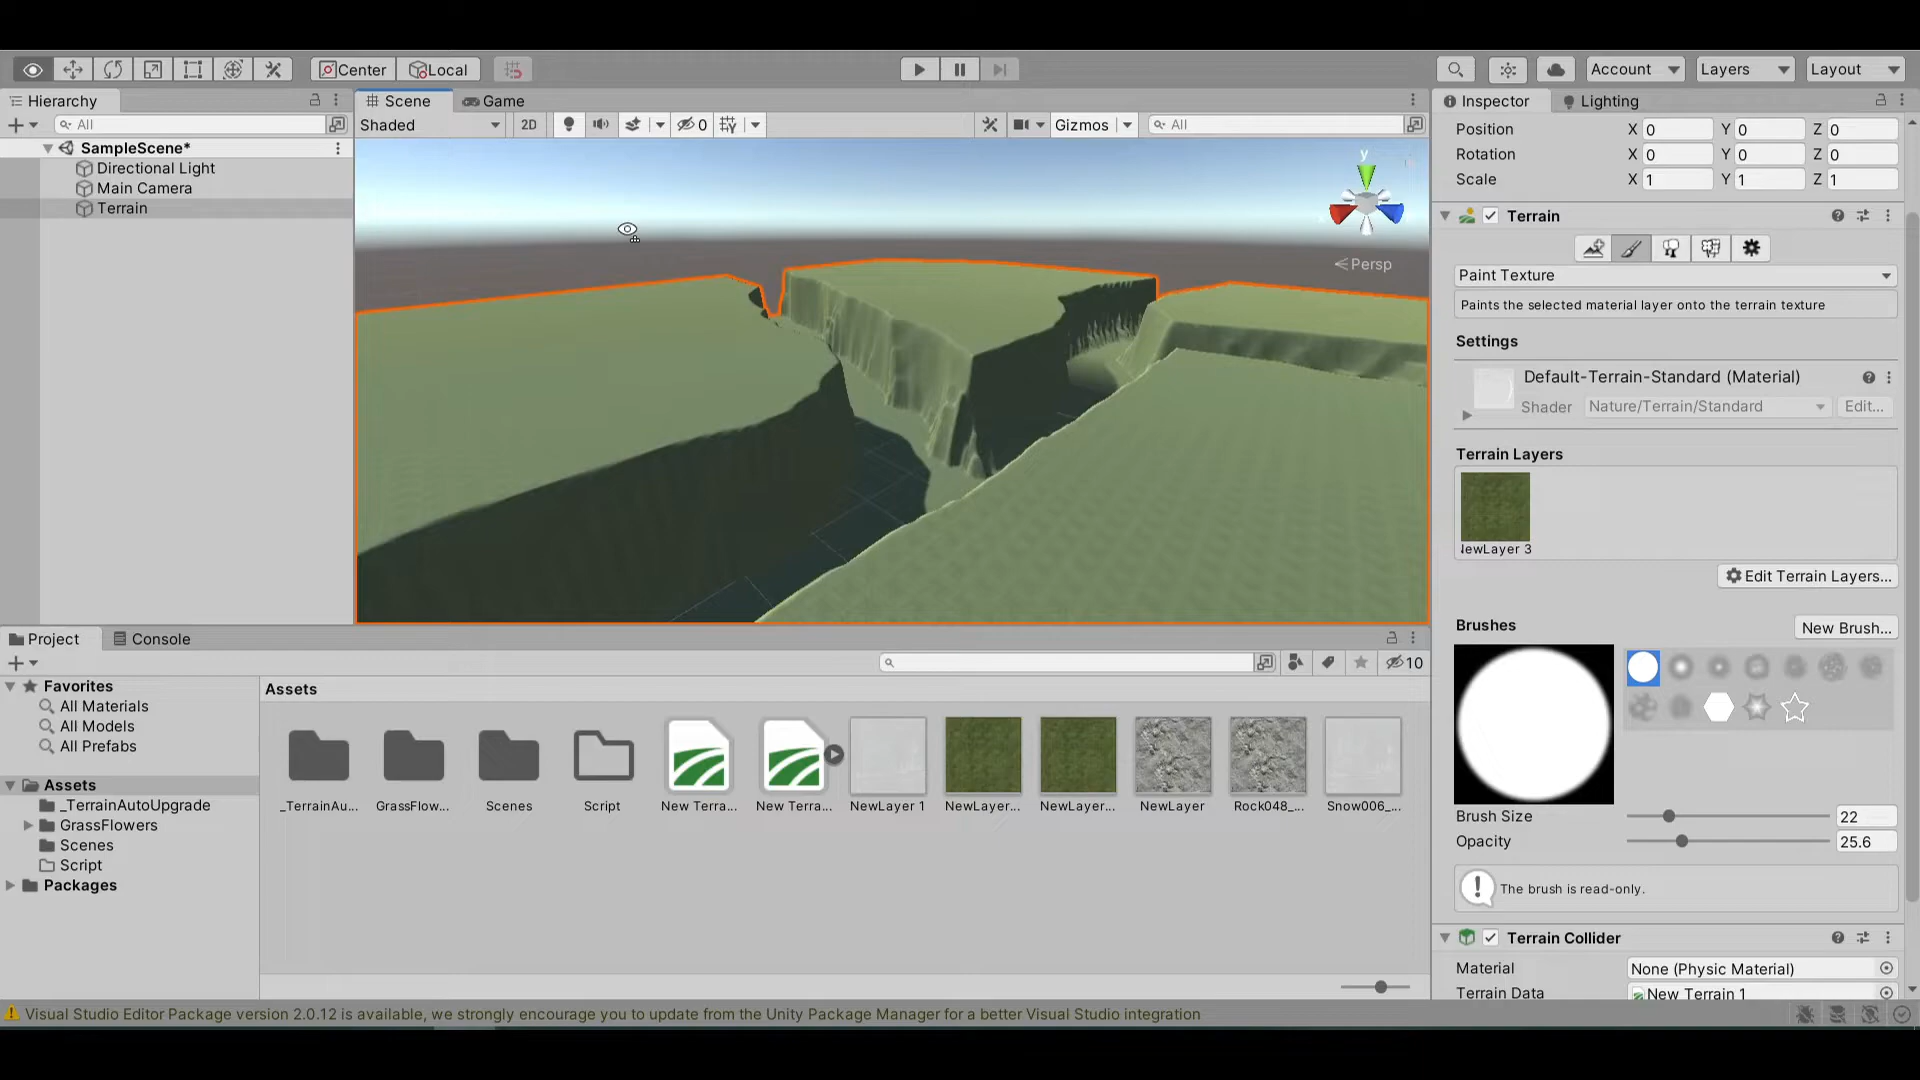 Center
Local
Account
Layers
Layout
Hierarchy
All
SampleScene*
Directional Light
Main Camera
Terrain
Scene
Game
Shaded
2D
0
Gizmos
All
y
Persp
Inspector
Lighting
Position X 0 Y 0 Z 0
Rotation X 0 Y 0 Z 0
Scale X 1 Y 1 Z 1
Terrain
Paint Texture
Paints the selected material layer onto the terrain texture
Settings
Default-Terrain-Standard (Material)
Shader Nature/Terrain/Standard Edit...
Terrain Layers
NewLayer 3
Edit Terrain Layers...
Brushes
New Brush...
Brush Size 22
Opacity 25.6
The brush is read-only.
Terrain Collider
Material None (Physic Material)
Terrain Data New Terrain 1
Project
Console
10
Favorites
All Materials
All Models
All Prefabs
Assets
_TerrainAutoUpgrade
GrassFlowers
Scenes
Script
Packages
Assets
_TerrainAu...
GrassFlow...
Scenes
Script
New Terra...
New Terra...
NewLayer 1
NewLayer...
NewLayer...
NewLayer
Rock048_...
Snow006_...
Visual Studio Editor Package version 2.0.12 is available, we strongly encourage you to update from the Unity Package Manager for a better Visual Studio integration